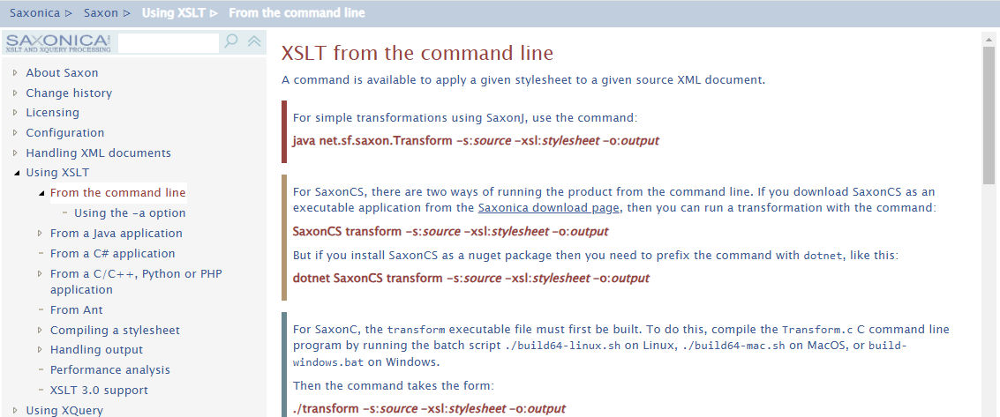 Saxonica ▷ Saxon ▷ Using XSLT ▷ From the command line
SAXONICA
XSLT AND XQUERY PROCESSING
About Saxon
Change history
Licensing
Configuration
Handling XML documents
Using XSLT
From the command line
Using the -a option
From a Java application
From a C# application
From a C/C++, Python or PHP
application
From Ant
Compiling a stylesheet
Handling output
Performance analysis
XSLT 3.0 support
Using XQuery
XSLT from the command line
A command is available to apply a given stylesheet to a given source XML document.
For simple transformations using SaxonJ, use the command:
java net.sf.saxon.Transform -s:source -xsl:stylesheet -o:output
For SaxonCS, there are two ways of running the product from the command line. If you download SaxonCS as an
executable application from the Saxonica download page, then you can run a transformation with the command:
SaxonCS transform -s:source -xsl:stylesheet -o:output
But if you install SaxonCS as a nuget package then you need to prefix the command with dotnet, like this:
dotnet SaxonCS transform -s:source -xsl:stylesheet -o:output
For SaxonC, the transform executable file must first be built. To do this, compile the Transform.c C command line
program by running the batch script ./build64-linux.sh on Linux, ./build64-mac.sh on MacOS, or build-
windows.bat on Windows.
Then the command takes the form:
./transform -s:source -xsl:stylesheet -o:output